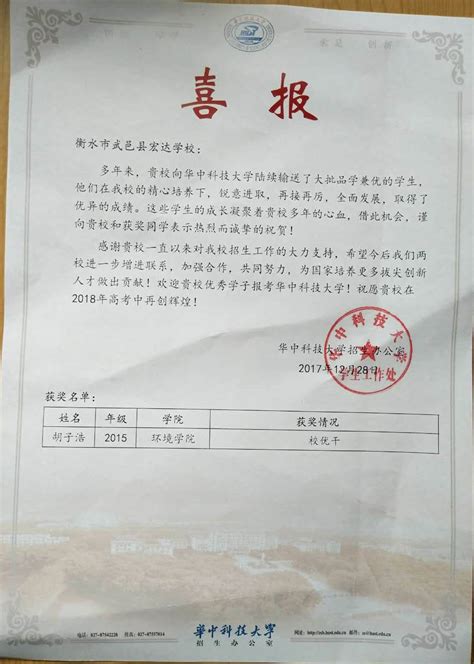 喜报
衡水市武邑县宏达学校：
多年来，贵校向华中科技大学陆续输送了大批品学兼优的学生，
他们在我校的精心培养下，锐意进取，再接再厉，全面发展，取得了
优异的成绩。这些学生的成长凝聚着贵校多年的心血，借此机会，谨
向贵校和获奖同学表示热烈而诚挚的祝贺！
感谢贵校一直以来对我校招生工作的大力支持，希望今后我们两
校进一步增进联系，加强合作，共同努力，为国家培养更多拔尖创新
人才做出贡献！欢迎贵校优秀学子报考华中科技大学！祝愿贵校在
2018年高考中再创辉煌！
华中科技大学招生办公室
2017年12月28日
华中科技大学
学生工作处
获奖名单：
姓名 年级 学院 获奖情况
胡子浩 2015 环境学院 校优干
華中科技大学
招生办公室